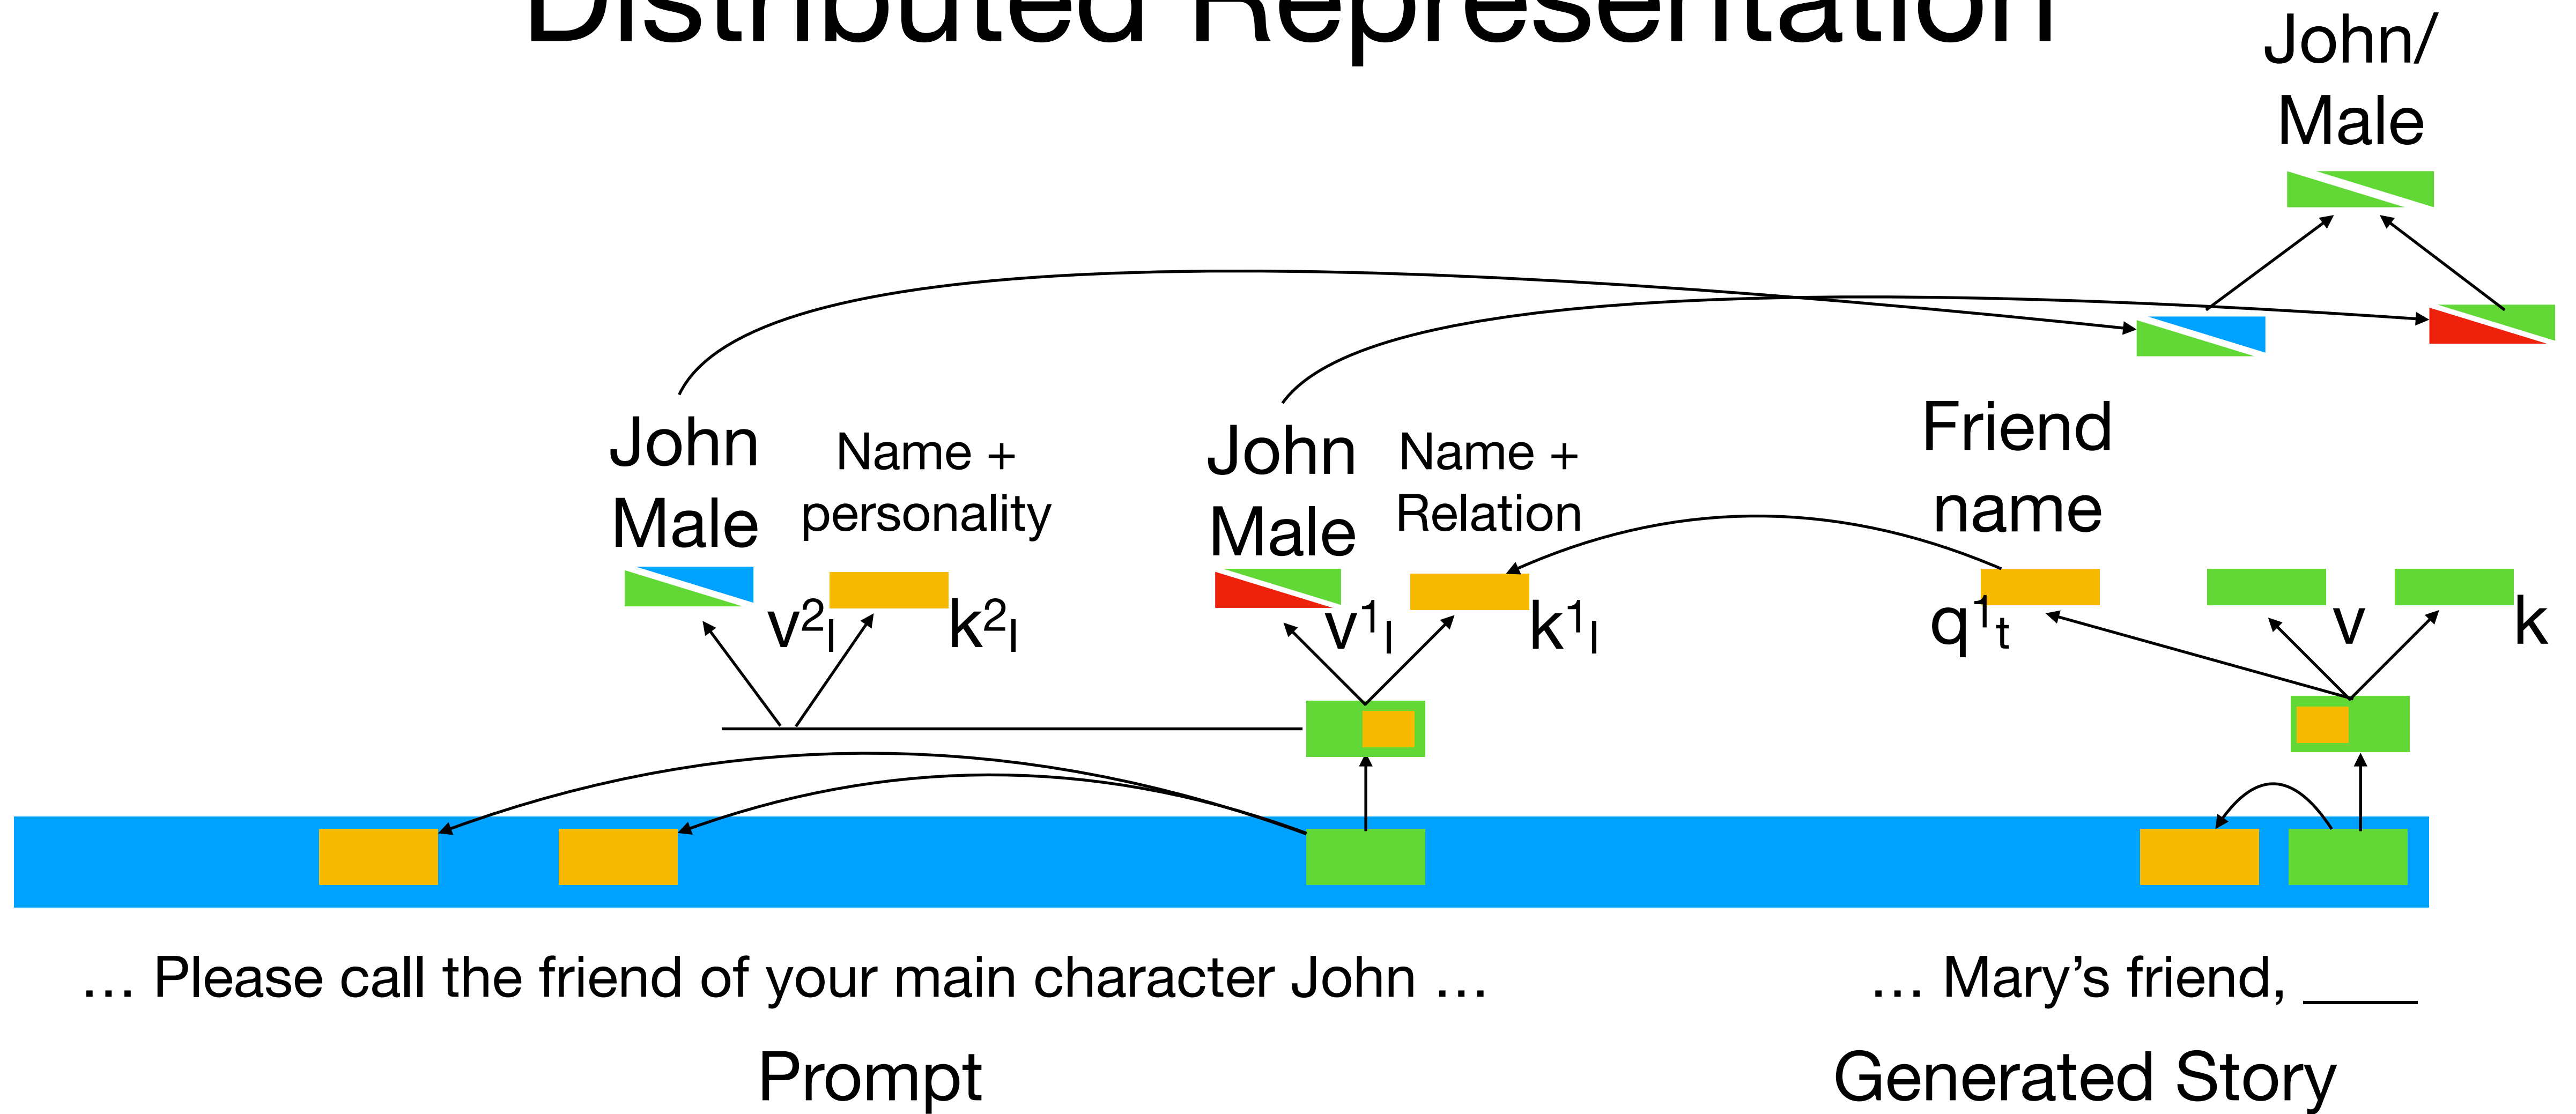 Distributed Representation
John/
Male
John
Male
Name +
personality
John
Male
Name +
Relation
Friend
name
v²ₗ
k²ₗ
v¹ₗ
k¹ₗ
q¹ₜ
v
k
… Please call the friend of your main character John …
… Mary’s friend, ____
Prompt
Generated Story